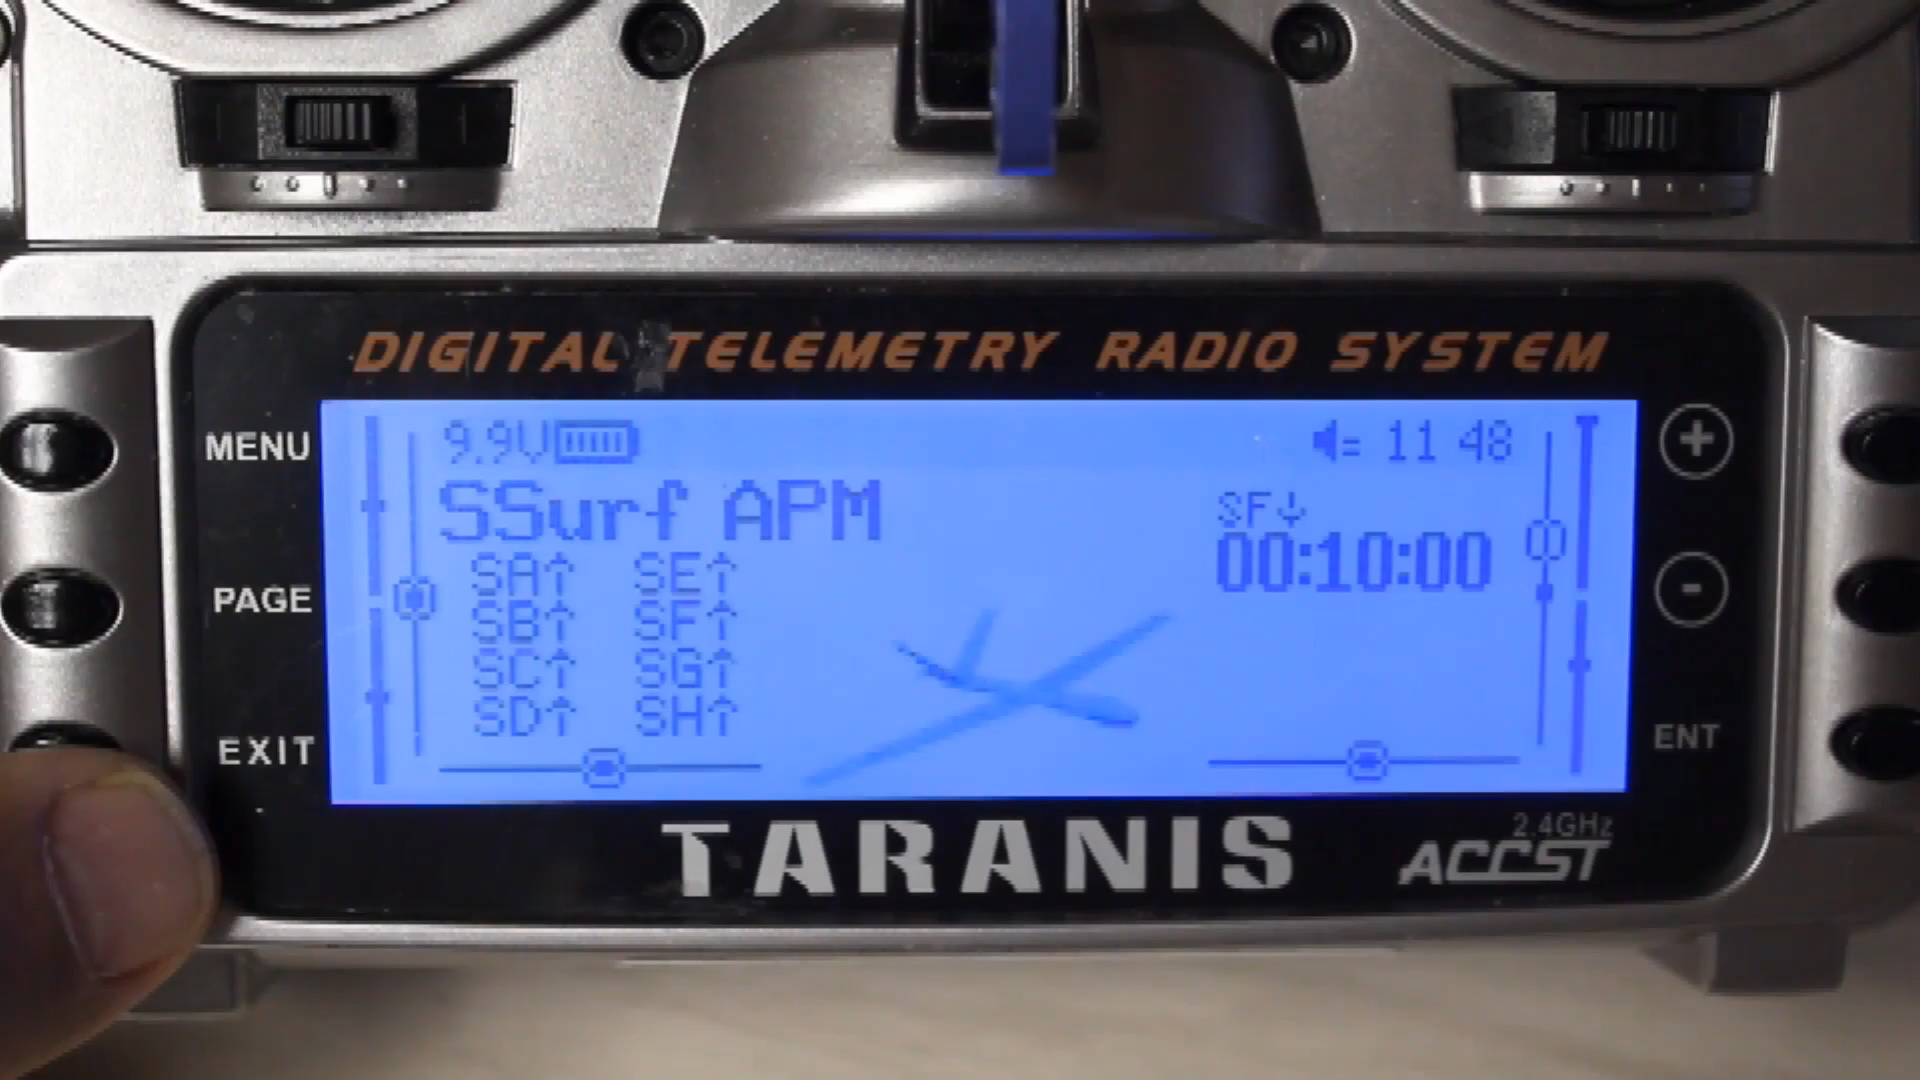 DIGITAL TELEMETRY RADIO SYSTEM
MENU
PAGE
EXIT
9.9V
11 48
SSurf APM
SF↓
00:10:00
SA↑ SE↑
SB↑ SF↑
SC↑ SG↑
SD↑ SH↑
+
-
ENT
TARANIS
2.4GHz
ACCST